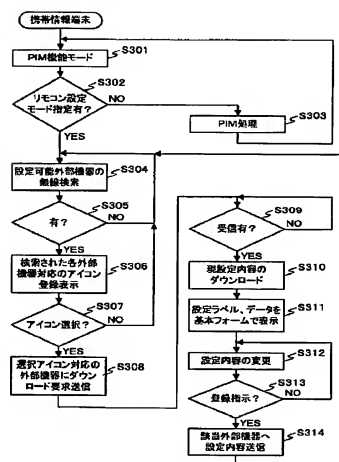 携帯情報端末
PIM機能モード
S301
S302
リモコン設定
モード指定有?
NO
YES
S303
PIM処理
設定可能外部機器の
無線検索
S304
S305
有?
NO
YES
検索された各外部
機器対応のアイコン
登録表示
S306
S307
アイコン選択?
NO
YES
選択アイコン対応の
外部機器にダウン
ロード要求送信
S308
S309
受信有?
NO
YES
現設定内容の
ダウンロード
S310
設定ラベル、データを
基本フォームで表示
S311
設定内容の変更
S312
S313
登録指示?
NO
YES
該当外部機器へ
設定内容送信
S314